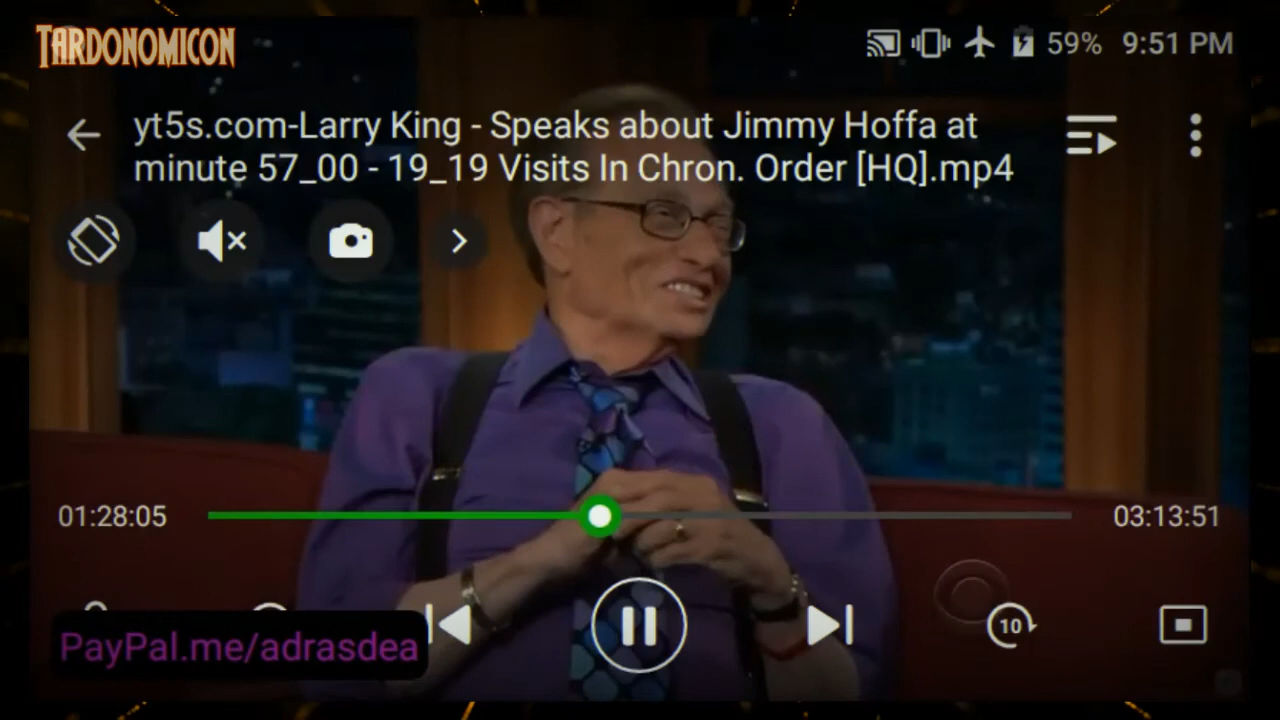 TARDONOMICON
59% 9:51 PM
yt5s.com-Larry King - Speaks about Jimmy Hoffa at
minute 57_00 - 19_19 Visits In Chron. Order [HQ].mp4
01:28:05
03:13:51
10
PayPal.me/adrasdea